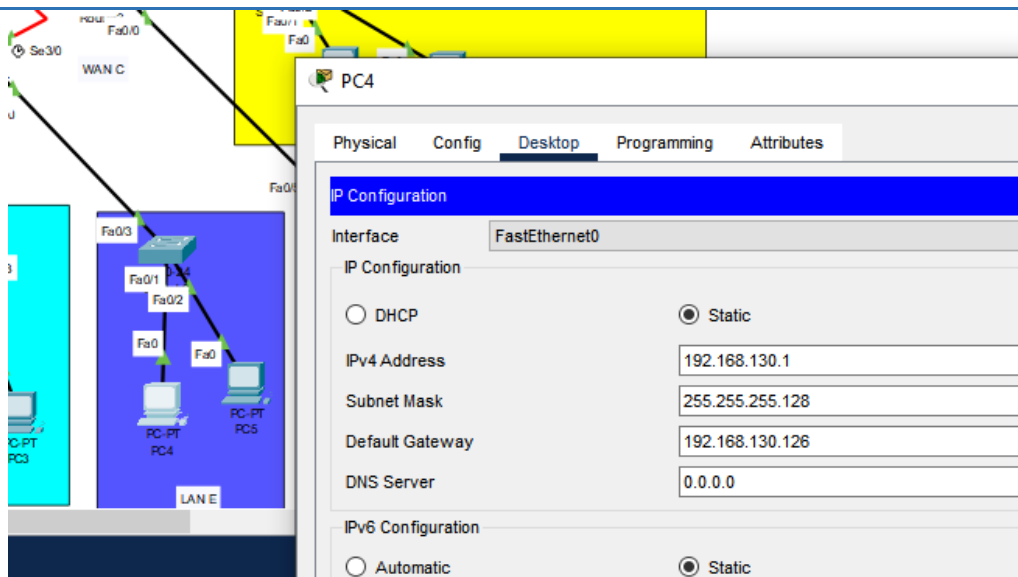 Fa0/0
Se3/0
WAN C
Fa0/1
Fa0
PC4
Physical Config Desktop Programming Attributes
IP Configuration
Interface FastEthernet0
IP Configuration
DHCP Static
IPv4 Address 192.168.130.1
Subnet Mask 255.255.255.128
Default Gateway 192.168.130.126
DNS Server 0.0.0.0
IPv6 Configuration
Automatic Static
Fa0/3
Fa0/1
Fa0/2
Fa0
Fa0
PC-PT
PC5
PC-PT
PC4
PC-PT
PC3
LAN E